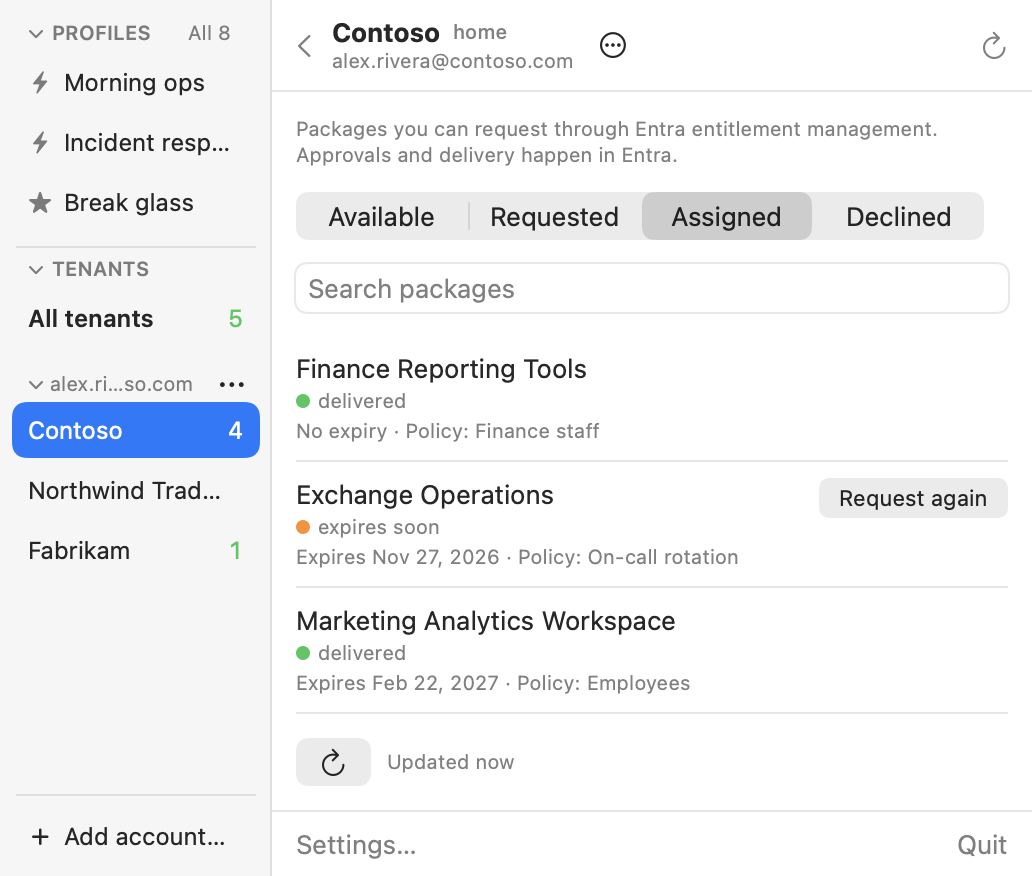 PROFILES All 8
Morning ops
Incident resp...
Break glass
TENANTS
All tenants 5
alex.ri...so.com
Contoso 4
Northwind Trad...
Fabrikam 1
Add account...
Contoso home
alex.rivera@contoso.com
Packages you can request through Entra entitlement management.
Approvals and delivery happen in Entra.
Available Requested Assigned Declined
Search packages
Finance Reporting Tools
delivered
No expiry · Policy: Finance staff
Exchange Operations Request again
expires soon
Expires Nov 27, 2026 · Policy: On-call rotation
Marketing Analytics Workspace
delivered
Expires Feb 22, 2027 · Policy: Employees
Updated now
Settings... Quit